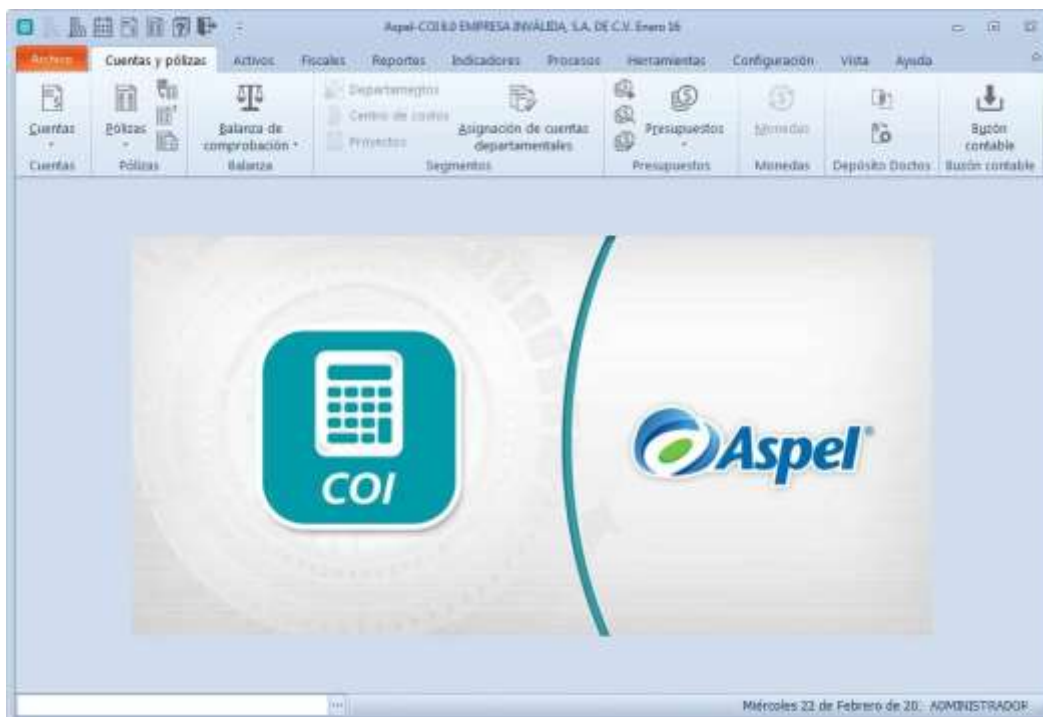 Aspel-COI 8.0 EMPRESA INVÁLIDA, S.A. DE C.V. Enero 16
Archivo Cuentas y pólizas Activos Fiscales Reportes Indicadores Procesos Herramientas Configuración Vista Ayuda
Departamentos
Centro de costos
Proyectos
Cuentas Pólizas Balanza de comprobación Asignación de cuentas departamentales Presupuestos Monedas Buzón contable
Cuentas Pólizas Balanza Segmentos Presupuestos Monedas Depósito Doctos Buzón contable
COI
Aspel®
Miércoles 22 de Febrero de 20. ADMINISTRADOR